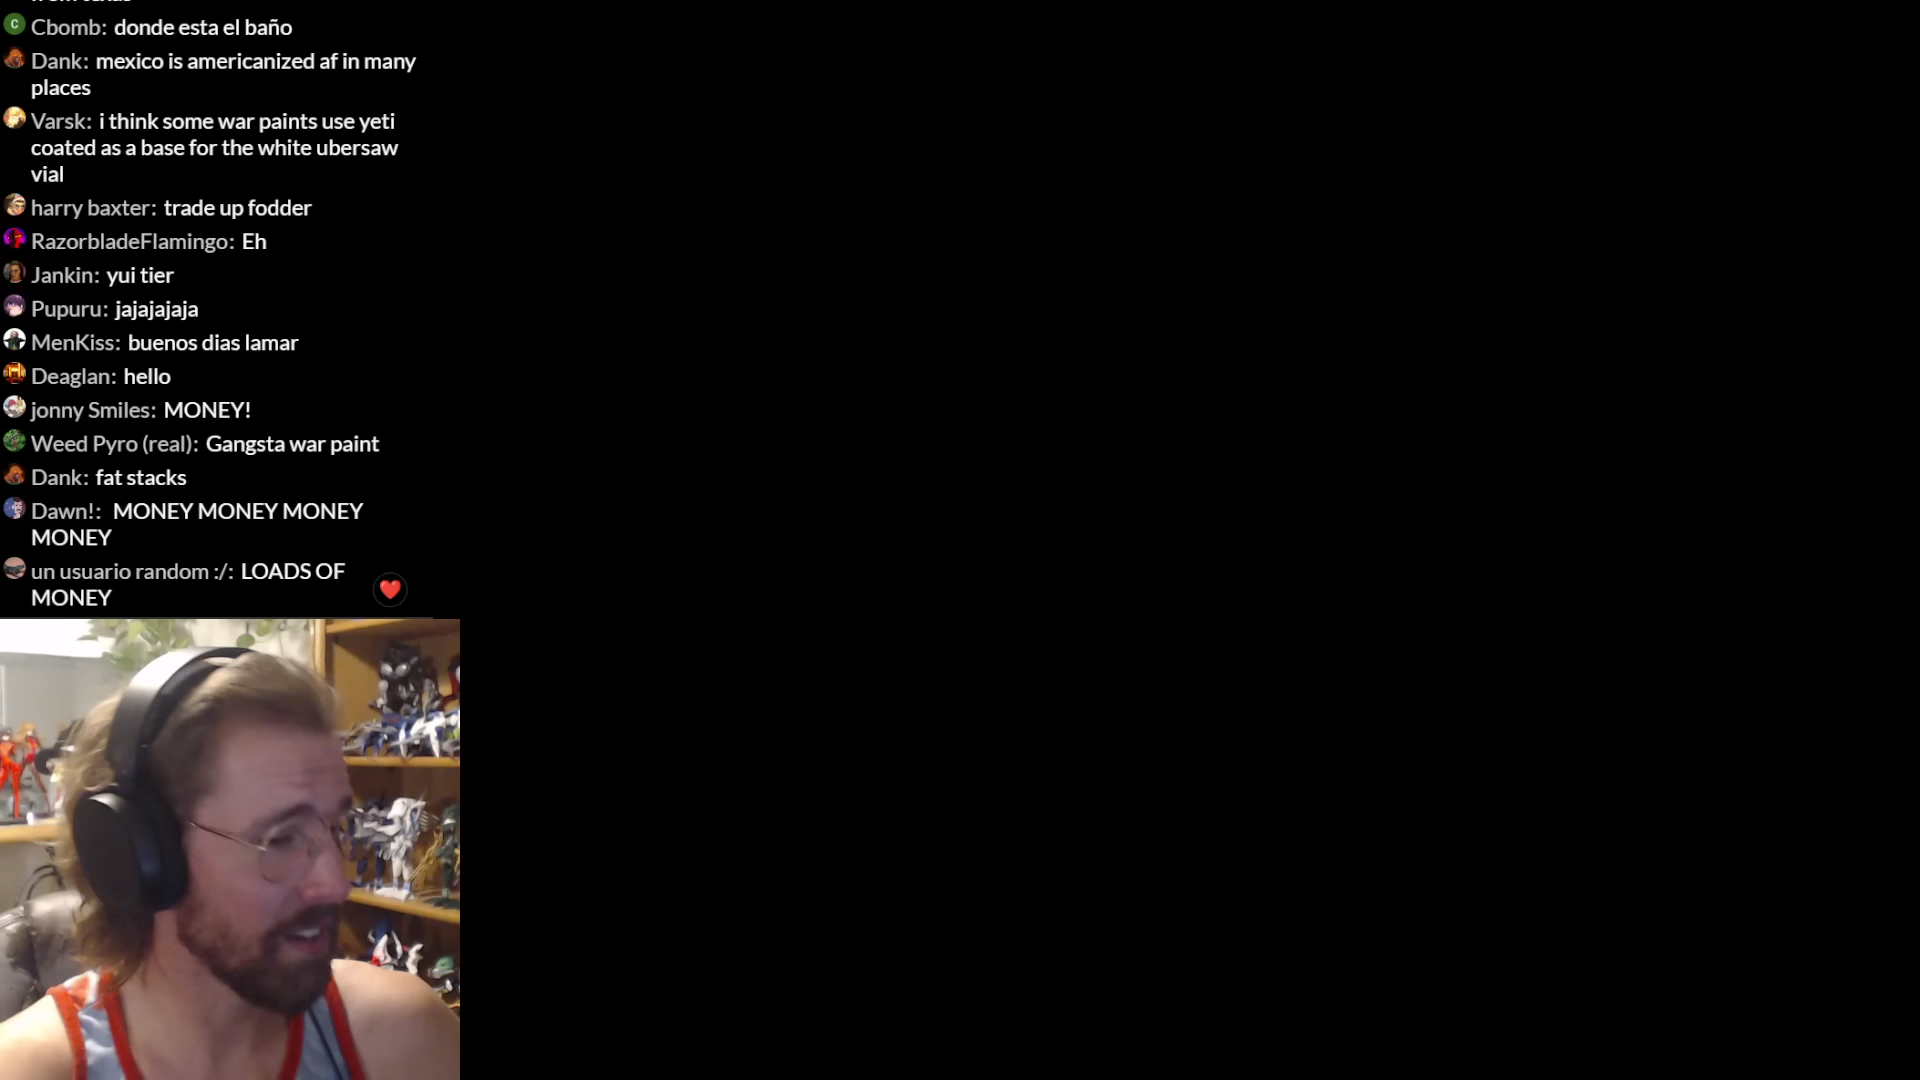 Cbomb: donde esta el baño
Dank: mexico is americanized af in many
places
Varsk: i think some war paints use yeti
coated as a base for the white ubersaw
vial
harry baxter: trade up fodder
RazorbladeFlamingo: Eh
Jankin: yui tier
Pupuru: jajajajaja
MenKiss: buenos dias lamar
Deaglan: hello
jonny Smiles: MONEY!
Weed Pyro (real): Gangsta war paint
Dank: fat stacks
Dawn!: MONEY MONEY MONEY
MONEY
un usuario random :/: LOADS OF
MONEY